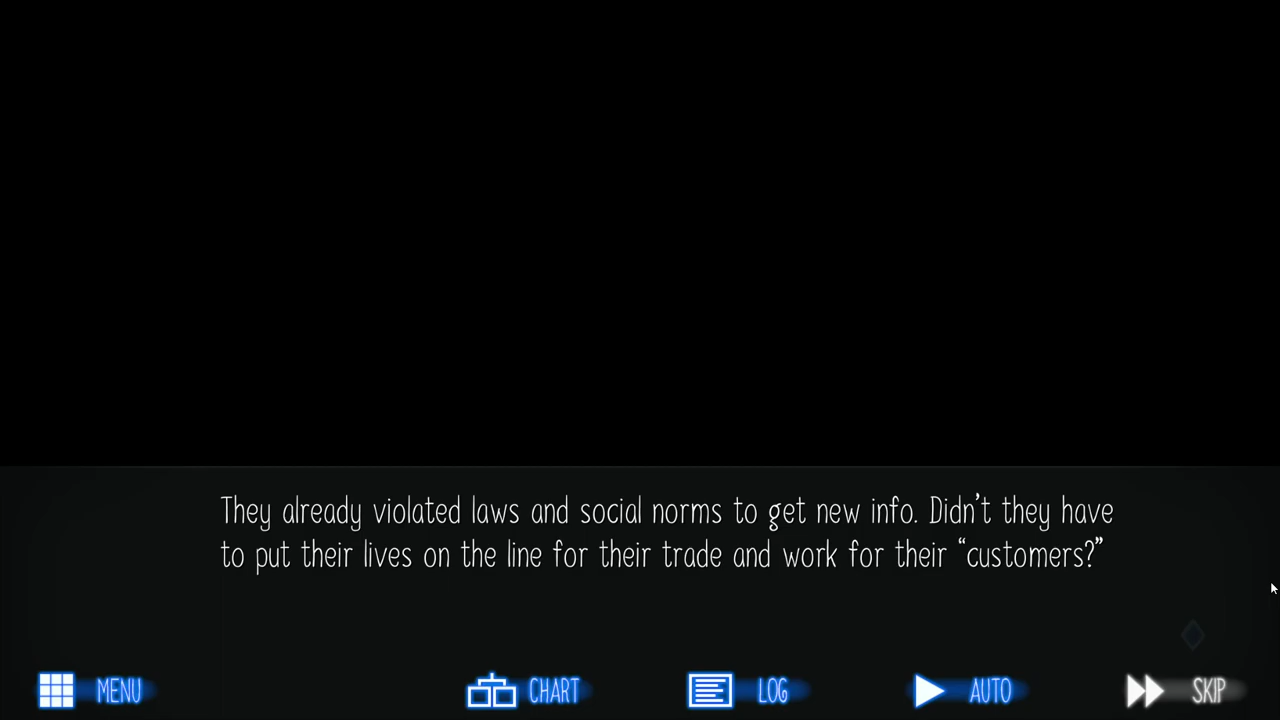 They already violated laws and social norms to get new info. Didn't they have
to put their lives on the line for their trade and work for their “customers?”
MENU
CHART
LOG
AUTO
SKIP